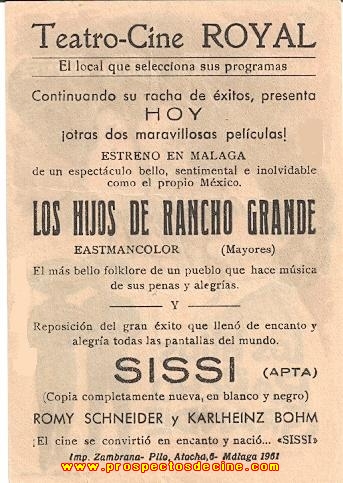 Teatro-Cine ROYAL
El local que selecciona sus programas
Continuando su racha de éxitos, presenta
HOY
¡otras dos maravillosas películas!
ESTRENO EN MALAGA
de un espectáculo bello, sentimental e inolvidable
como el propio México.
LOS HIJOS DE RANCHO GRANDE
EASTMANCOLOR (Mayores)
El más bello folklore de un pueblo que hace música
de sus penas y alegrías.
Y
Reposición del gran éxito que llenó de encanto y
alegría todas las pantallas del mundo.
SISSI (APTA)
(Copia completamente nueva, en blanco y negro)
ROMY SCHNEIDER y KARLHEINZ BOHM
¡El cine se convirtió en encanto y nació... «SISSI»
Imp. Zambrana- Pllo, Atocha, 6- Málaga 1961
www.prospectosdecine.com